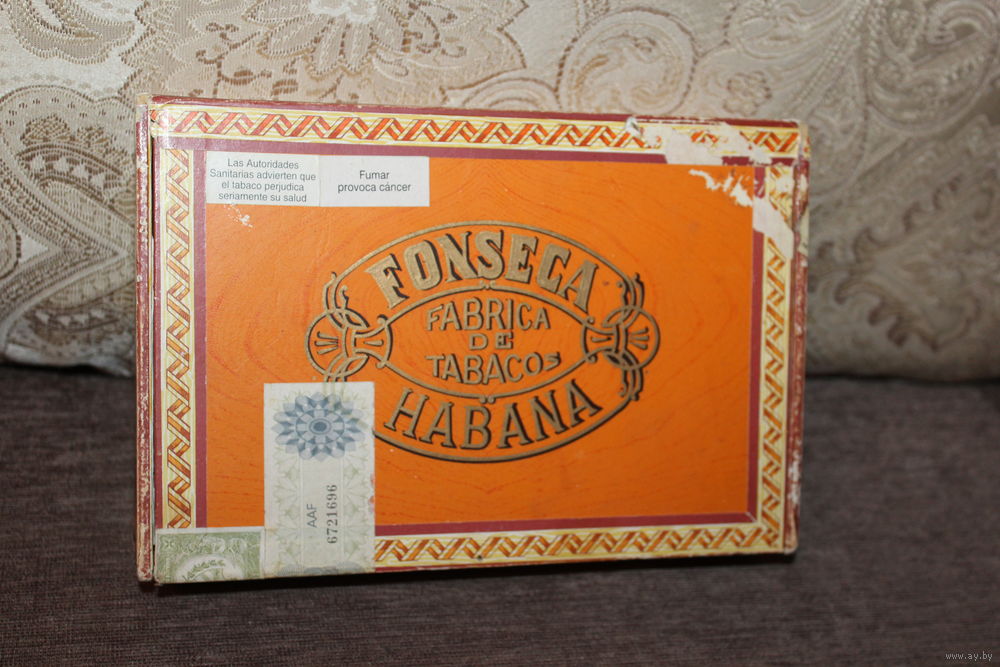 Las Autoridades
Sanitarias advierten que
el tabaco perjudica
seriamente su salud
Fumar
provoca cáncer
FONSECA
FABRICA
DE
TABACOS
HABANA
AAF
6721696
www.ay.by